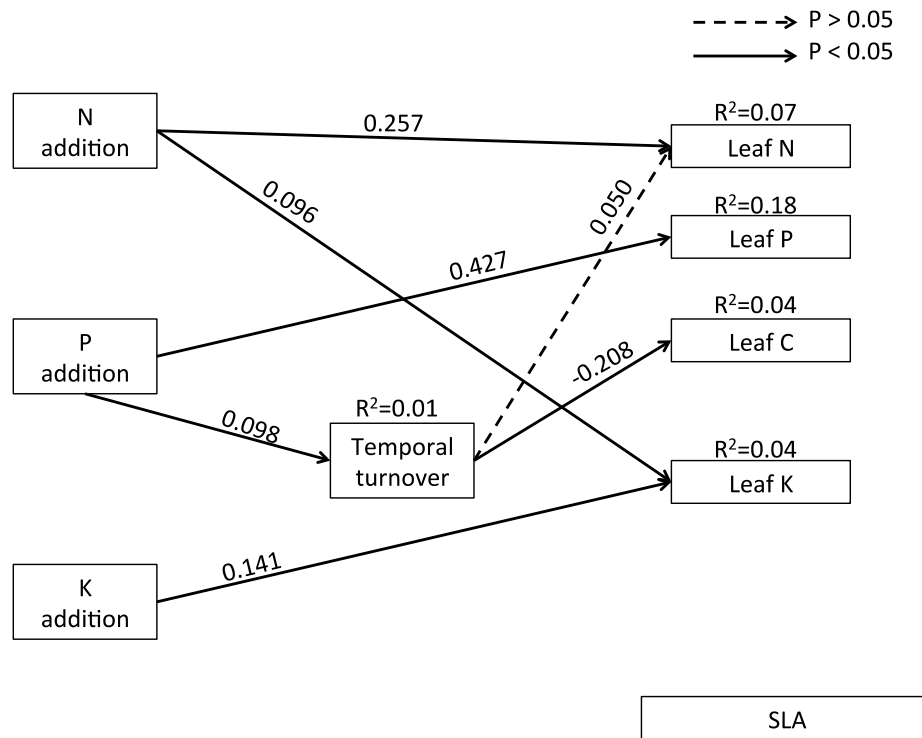 P > 0.05
P < 0.05
N
addition
0.257
R²=0.07
Leaf N
0.096
0.050
R²=0.18
Leaf P
0.427
P
addition
R²=0.04
Leaf C
-0.208
0.098
R²=0.01
Temporal
turnover
R²=0.04
Leaf K
0.141
K
addition
SLA